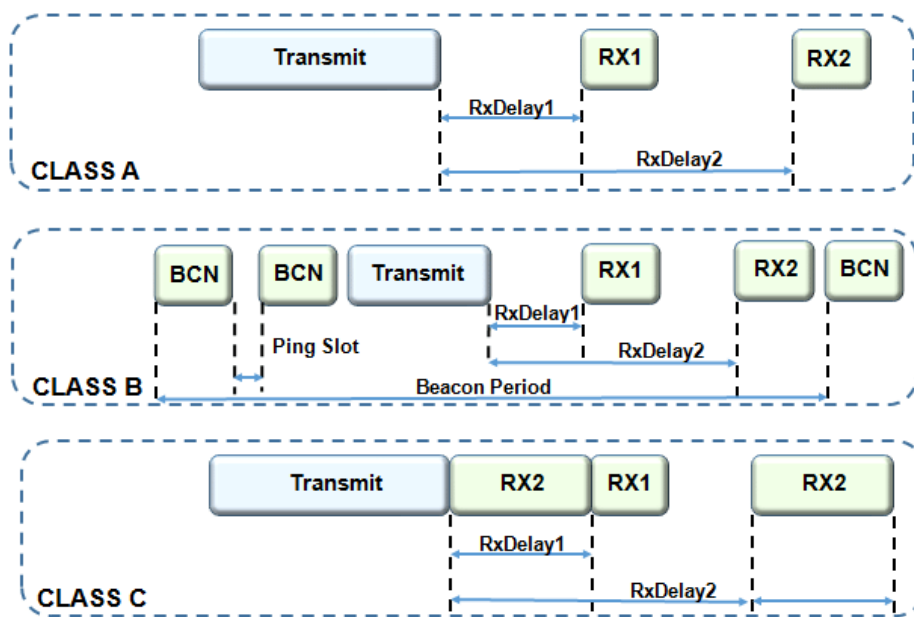 Transmit RX1 RX2
RxDelay1
RxDelay2
CLASS A
BCN BCN Transmit RX1 RX2 BCN
RxDelay1
Ping Slot
RxDelay2
CLASS B
Beacon Period
Transmit RX2 RX1 RX2
RxDelay1
RxDelay2
CLASS C